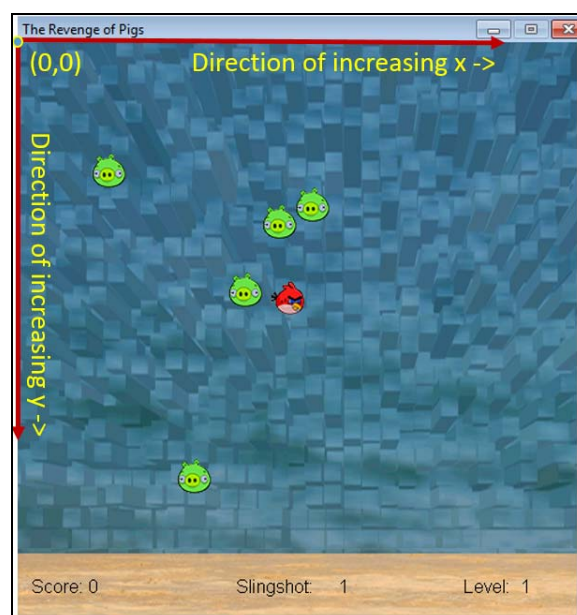 The Revenge of Pigs
(0,0)
Direction of increasing x ->
Direction of increasing y ->
Score: 0
Slingshot: 1
Level: 1